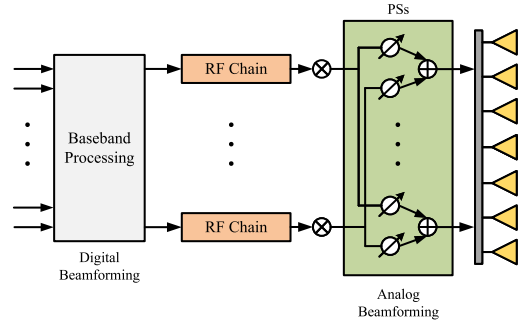 PSs
RF Chain
Baseband
Processing
RF Chain
Digital
Beamforming
Analog
Beamforming